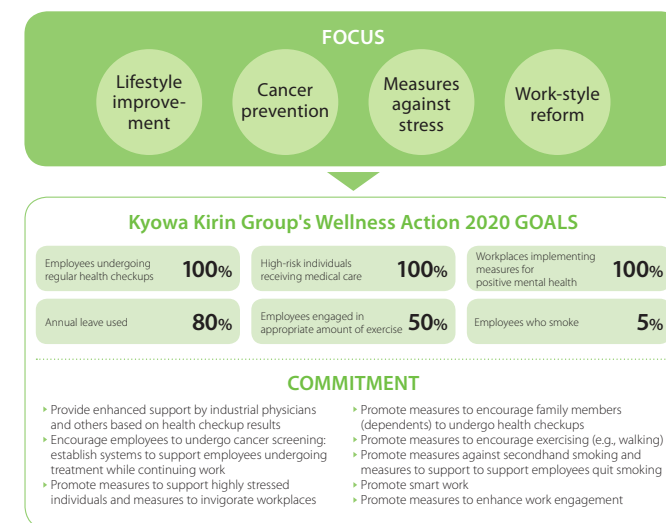 FOCUS
Lifestyle
improve-
ment
Cancer
prevention
Measures
against
stress
Work-style
reform
Kyowa Kirin Group's Wellness Action 2020 GOALS
Employees undergoing
regular health checkups 100%
High-risk individuals
receiving medical care 100%
Workplaces implementing
measures for
positive mental health 100%
Annual leave used 80%
Employees engaged in
appropriate amount of exercise 50%
Employees who smoke 5%
COMMITMENT
‣ Provide enhanced support by industrial physicians
and others based on health checkup results
‣ Encourage employees to undergo cancer screening:
establish systems to support employees undergoing
treatment while continuing work
‣ Promote measures to support highly stressed
individuals and measures to invigorate workplaces
‣ Promote measures to encourage family members
(dependents) to undergo health checkups
‣ Promote measures to encourage exercising (e.g., walking)
‣ Promote measures against secondhand smoking and
measures to support to support employees quit smoking
‣ Promote smart work
‣ Promote measures to enhance work engagement